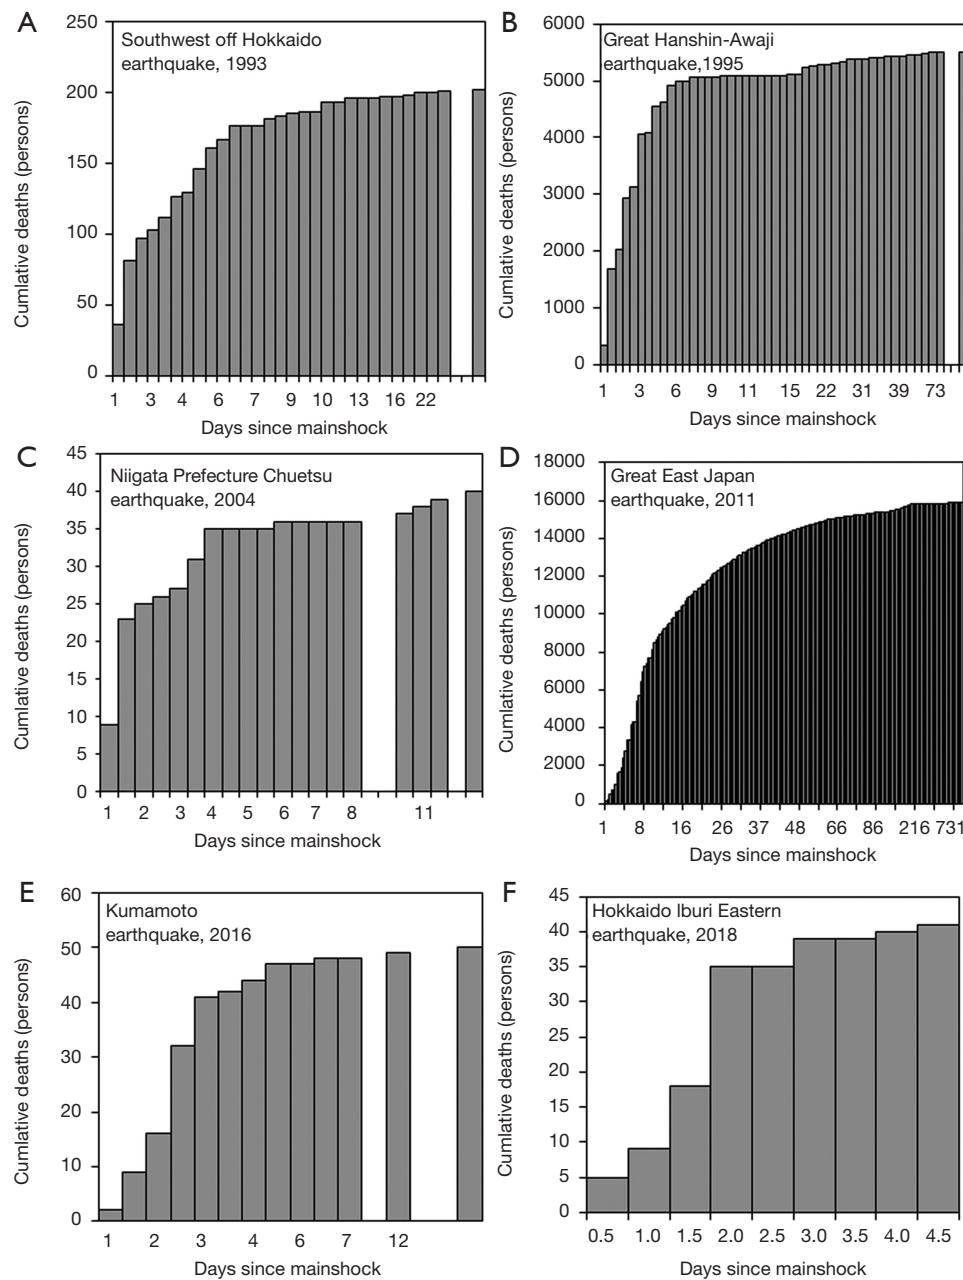 A
Southwest off Hokkaido
earthquake, 1993
Cumlative deaths (persons)
250
200
150
100
50
0
1 3 4 6 7 9 10 13 16 22
Days since mainshock
B
Great Hanshin-Awaji
earthquake,1995
Cumlative deaths (persons)
6000
5000
4000
3000
2000
1000
0
1 3 6 9 11 15 22 31 39 73
Days since mainshock
C
Niigata Prefecture Chuetsu
earthquake, 2004
Cumlative deaths (persons)
45
40
35
30
25
20
15
10
5
0
1 2 3 4 5 6 7 8 11
Days since mainshock
D
Great East Japan
earthquake, 2011
Cumlative deaths (persons)
18000
16000
14000
12000
10000
8000
6000
4000
2000
0
1 8 16 26 37 48 66 86 216 731
Days since mainshock
E
Kumamoto
earthquake, 2016
Cumlative deaths (persons)
60
50
40
30
20
10
0
1 2 3 4 6 7 12
Days since mainshock
F
Hokkaido Iburi Eastern
earthquake, 2018
Cumlative deaths (persons)
45
40
35
30
25
20
15
10
5
0
0.5 1.0 1.5 2.0 2.5 3.0 3.5 4.0 4.5
Days since mainshock